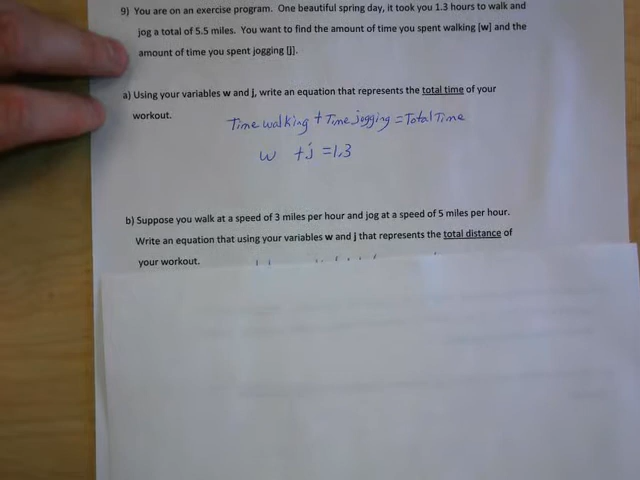 9) You are on an exercise program. One beautiful spring day, it took you 1.3 hours to walk and
jog a total of 5.5 miles. You want to find the amount of time you spent walking [w] and the
amount of time you spent jogging [j].
a) Using your variables w and j, write an equation that represents the total time of your
workout.
Time walking + Time jogging = Total Time
w + j = 1.3
b) Suppose you walk at a speed of 3 miles per hour and jog at a speed of 5 miles per hour.
Write an equation that using your variables w and j that represents the total distance of
your workout.